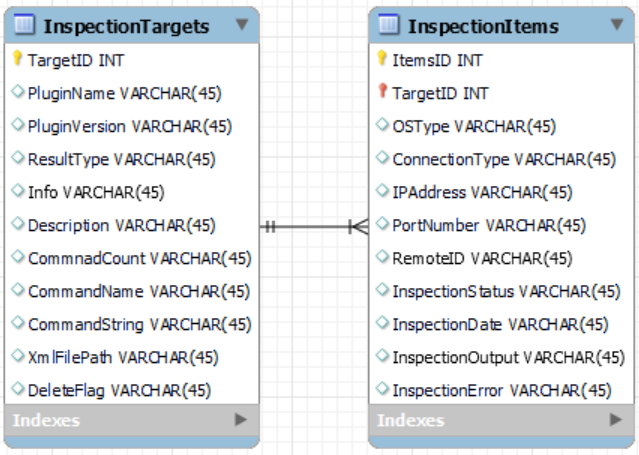 InspectionTargets
TargetID INT
PluginName VARCHAR(45)
PluginVersion VARCHAR(45)
ResultType VARCHAR(45)
Info VARCHAR(45)
Description VARCHAR(45)
CommnadCount VARCHAR(45)
CommandName VARCHAR(45)
CommandString VARCHAR(45)
XmlFilePath VARCHAR(45)
DeleteFlag VARCHAR(45)
Indexes
InspectionItems
ItemsID INT
TargetID INT
OSType VARCHAR(45)
ConnectionType VARCHAR(45)
IPAddress VARCHAR(45)
PortNumber VARCHAR(45)
RemoteID VARCHAR(45)
InspectionStatus VARCHAR(45)
InspectionDate VARCHAR(45)
InspectionOutput VARCHAR(45)
InspectionError VARCHAR(45)
Indexes